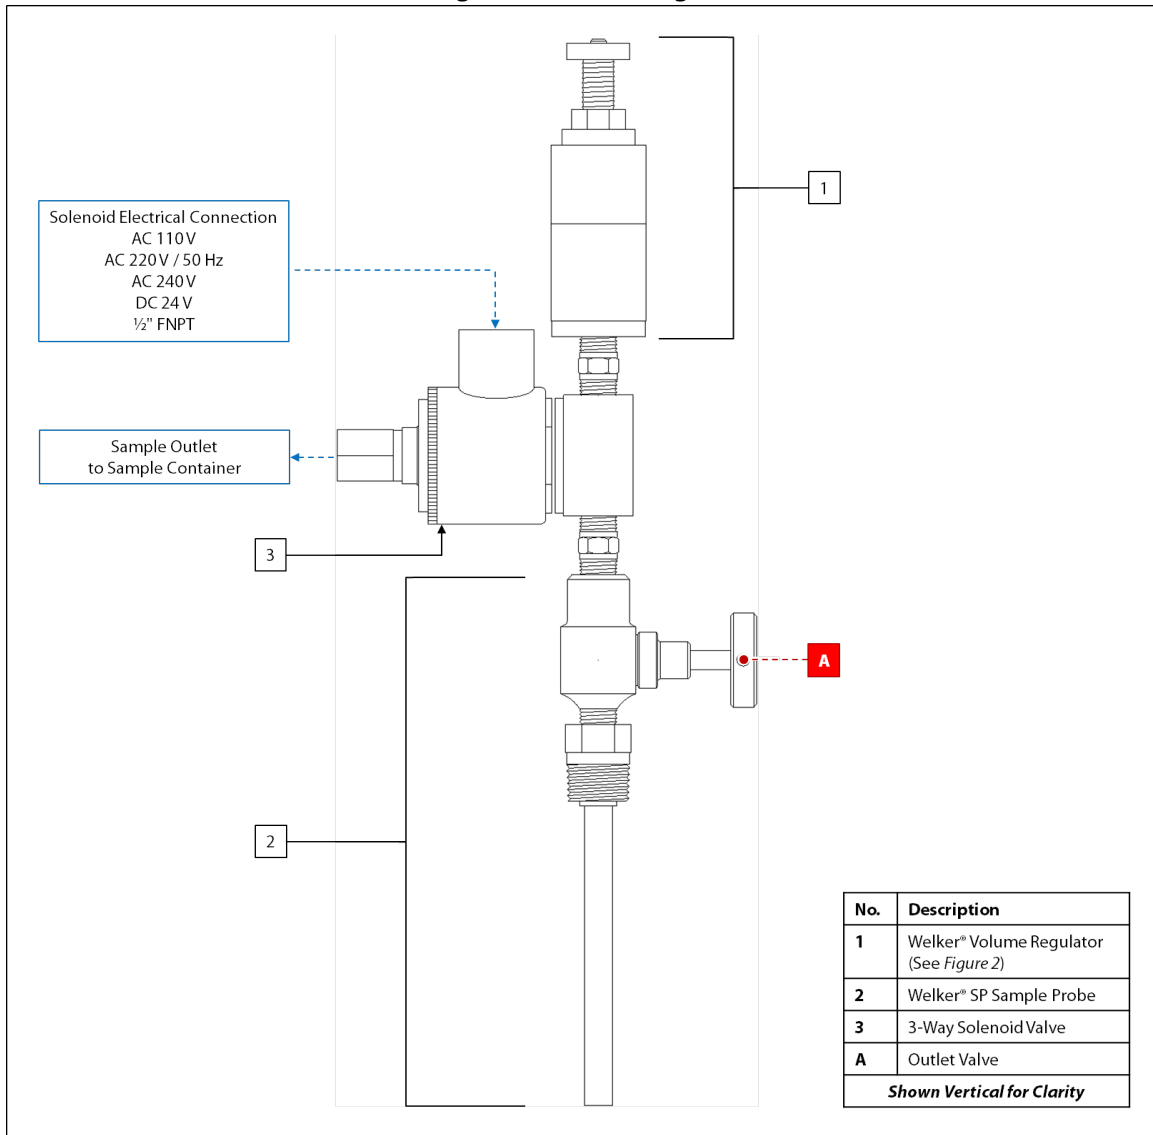 1
Solenoid Electrical Connection
AC 110 V
AC 220 V / 50 Hz
AC 240 V
DC 24 V
½" FNPT
Sample Outlet
to Sample Container
3
A
2
No. Description
1 Welker® Volume Regulator
(See Figure 2)
2 Welker® SP Sample Probe
3 3-Way Solenoid Valve
A Outlet Valve
Shown Vertical for Clarity